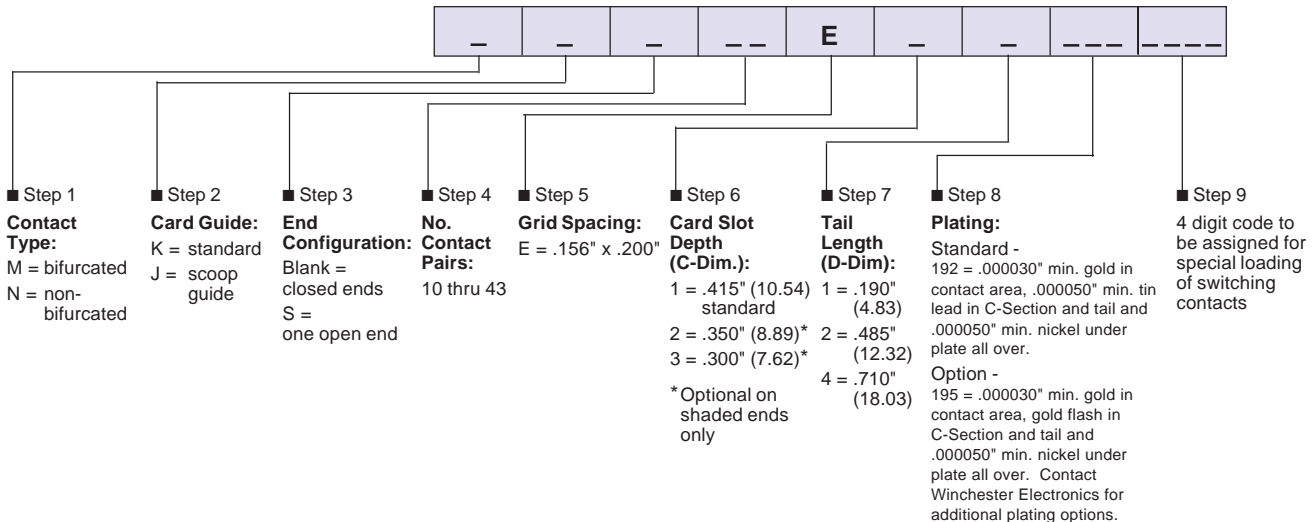 _ _ _ _ _ E _ _ _ _ _ _ _ _ _
■ Step 1
Contact
Type:
M = bifurcated
N = non-
bifurcated
■ Step 2
Card Guide:
K = standard
J = scoop
guide
■ Step 3
End
Configuration:
Blank =
closed ends
S =
one open end
■ Step 4
No.
Contact
Pairs:
10 thru 43
■ Step 5
Grid Spacing:
E = .156" x .200"
■ Step 6
Card Slot
Depth
(C-Dim.):
1 = .415" (10.54)
standard
2 = .350" (8.89)*
3 = .300" (7.62)*
*Optional on
shaded ends
only
■ Step 7
Tail
Length
(D-Dim):
1 = .190"
(4.83)
2 = .485"
(12.32)
4 = .710"
(18.03)
■ Step 8
Plating:
Standard -
192 = .000030" min. gold in
contact area, .000050" min. tin
lead in C-Section and tail and
.000050" min. nickel under
plate all over.
Option -
195 = .000030" min. gold in
contact area, gold flash in
C-Section and tail and
.000050" min. nickel under
plate all over. Contact
Winchester Electronics for
additional plating options.
■ Step 9
4 digit code to
be assigned for
special loading
of switching
contacts